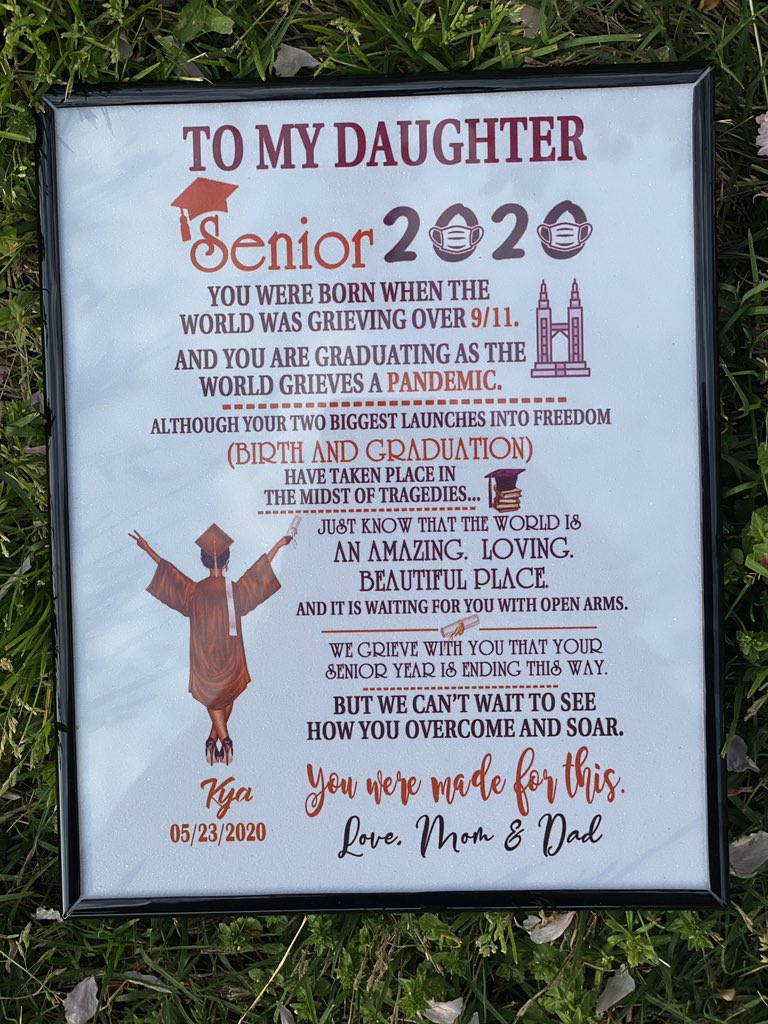 TO MY DAUGHTER
Senior 2020
YOU WERE BORN WHEN THE
WORLD WAS GRIEVING OVER 9/11.
AND YOU ARE GRADUATING AS THE
WORLD GRIEVES A PANDEMIC.
ALTHOUGH YOUR TWO BIGGEST LAUNCHES INTO FREEDOM
(BIRTH AND GRADUATION)
HAVE TAKEN PLACE IN
THE MIDST OF TRAGEDIES...
JUST KNOW THAT THE WORLD IS
AN AMAZING. LOVING.
BEAUTIFUL PLACE.
AND IT IS WAITING FOR YOU WITH OPEN ARMS.
WE GRIEVE WITH YOU THAT YOUR
SENIOR YEAR IS ENDING THIS WAY.
BUT WE CAN'T WAIT TO SEE
HOW YOU OVERCOME AND SOAR.
You were made for this.
Love, Mom & Dad
Kya
05/23/2020